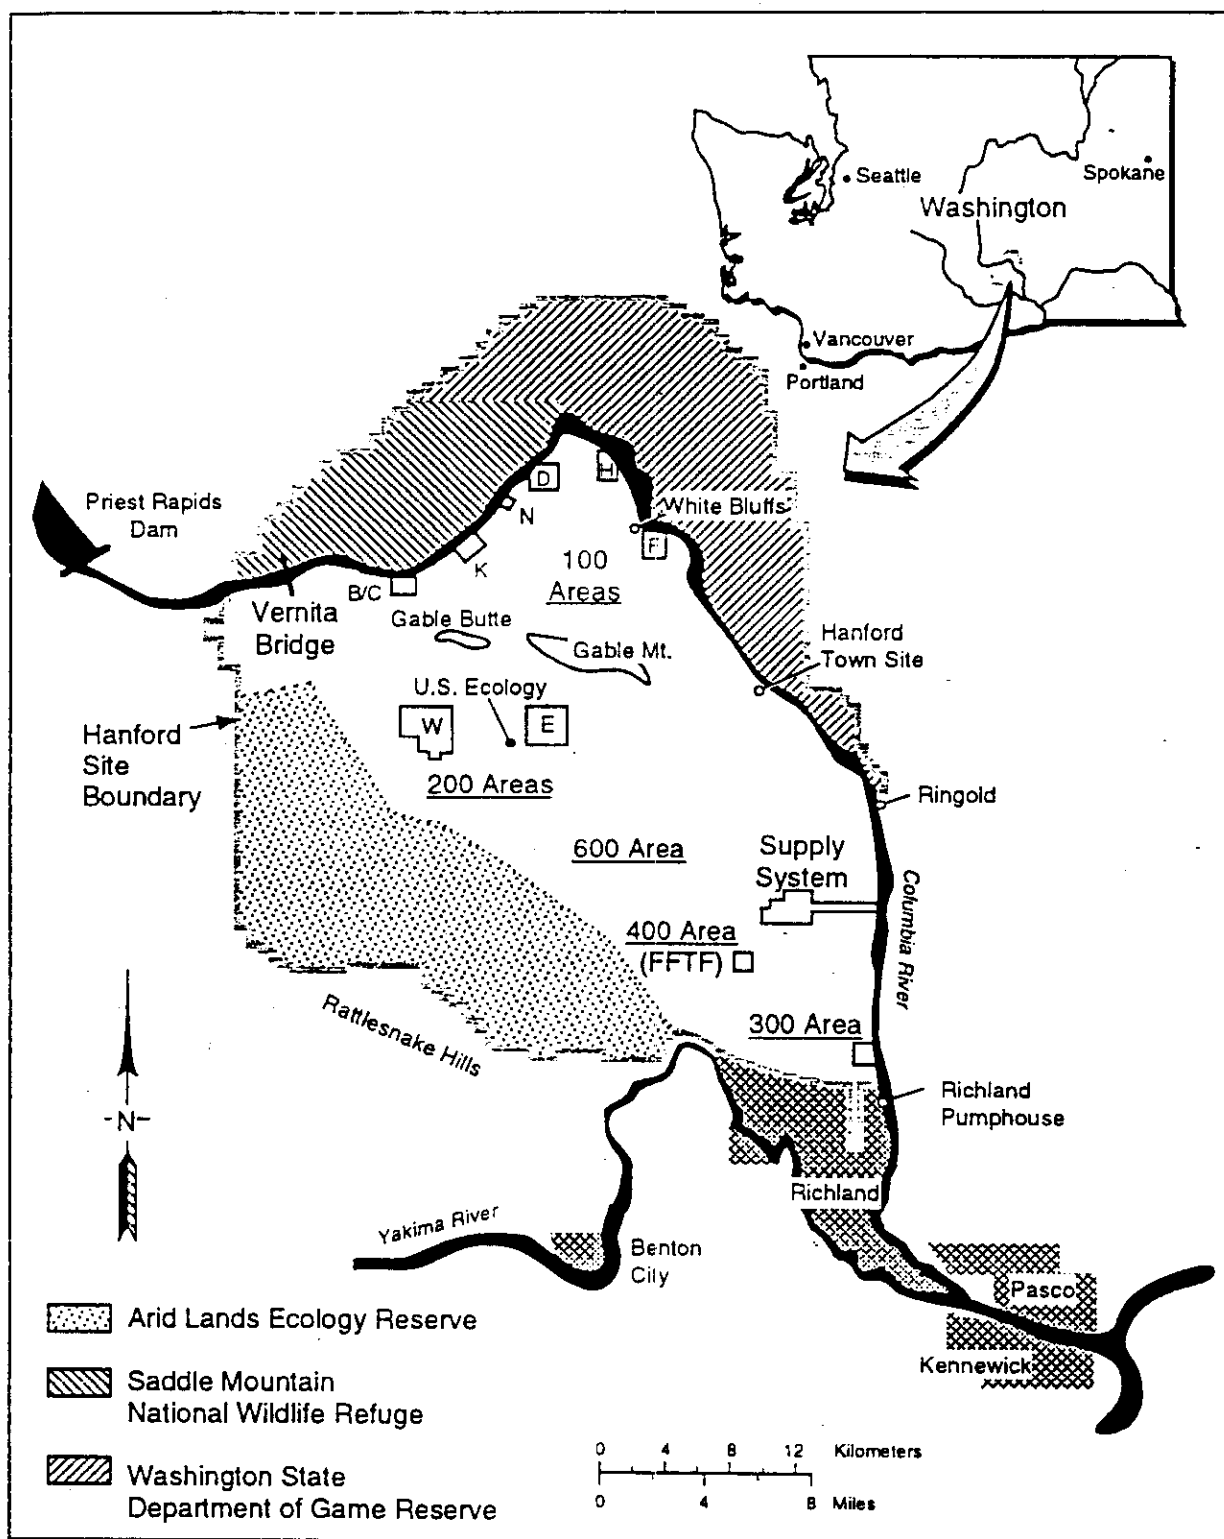 Seattle
Spokane
Washington
Vancouver
Portland
Priest Rapids
Dam
D
H
N
White Bluffs
F
K
B/C
100
Areas
Vernita
Bridge
Gable Butte
Gable Mt.
Hanford
Town Site
U.S. Ecology
W
E
Hanford
Site
Boundary
200 Areas
Ringold
600 Area
Supply
System
Columbia River
400 Area
(FFTF)
Rattlesnake Hills
300 Area
Richland
Pumphouse
-N-
Richland
Yakima River
Benton
City
Pasco
Kennewick
Arid Lands Ecology Reserve
Saddle Mountain
National Wildlife Refuge
Washington State
Department of Game Reserve
0 4 8 12 Kilometers
0 4 8 Miles